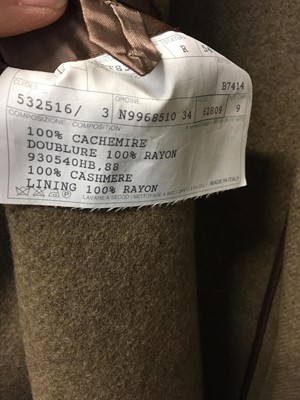 B7414
532516/ 3 N9968510 34 62809 9
COMPOSIZIONE/COMPOSITION
100% CACHEMIRE
DOUBLURE 100% RAYON
930540HB,88
100% CASHMERE
LINING 100% RAYON
MADE IN ITALY